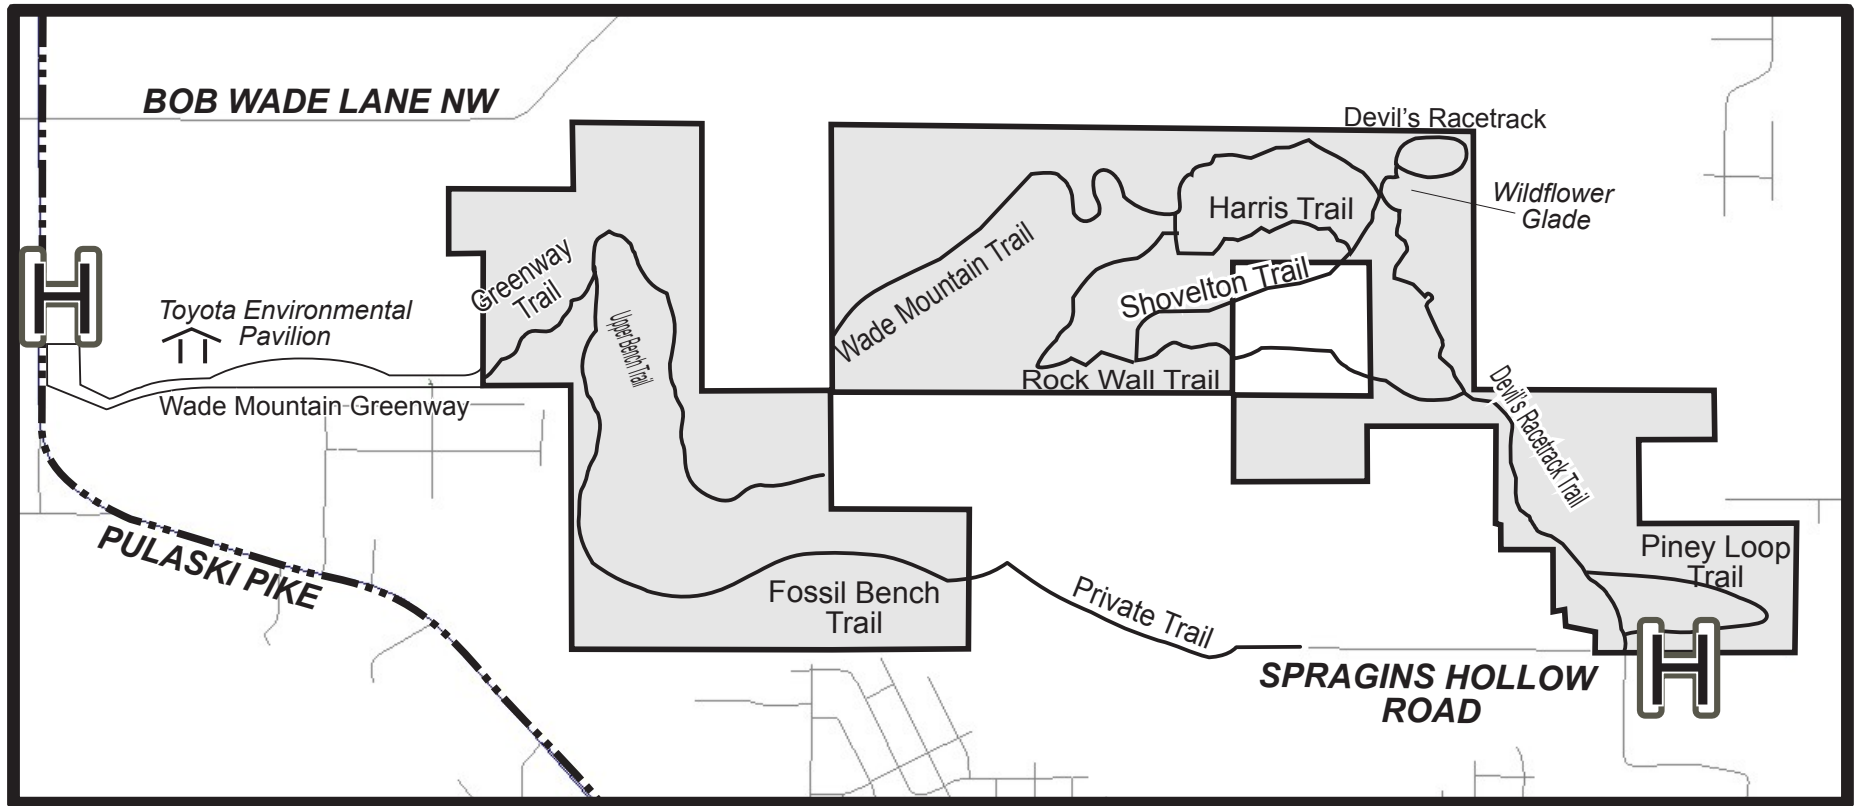 BOB WADE LANE NW
Devil's Racetrack
Wildflower
Glade
Harris Trail
Greenway
Trail
Wade Mountain Trail
Shovelton Trail
H
Toyota Environmental
Pavilion
Upper Bench Trail
Rock Wall Trail
Wade Mountain Greenway
Devil's Racetrack Trail
PULASKI PIKE
Piney Loop
Trail
Fossil Bench
Trail
Private Trail
H
SPRAGINS HOLLOW
ROAD